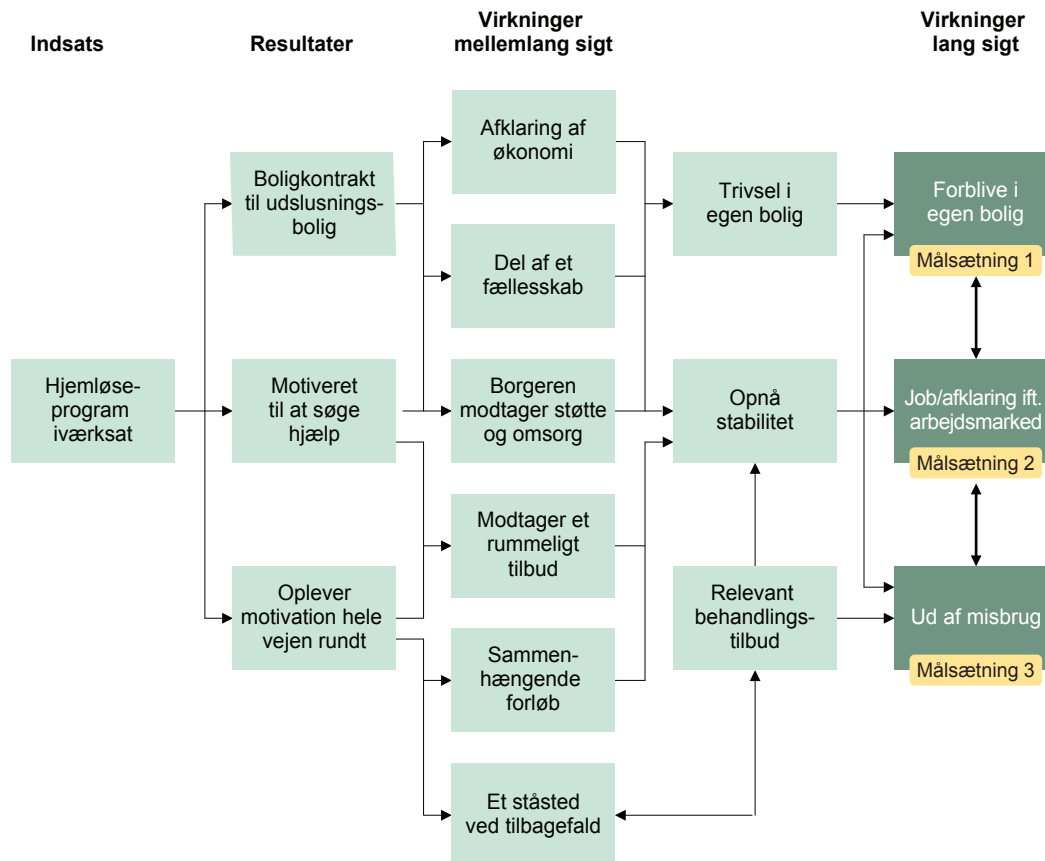 Indsats
Resultater
Virkninger
mellemlang sigt
Virkninger
lang sigt
Afklaring af
økonomi
Boligkontrakt
til udslusnings-
bolig
Trivsel i
egen bolig
Forblive i
egen bolig
Målsætning 1
Del af et
fællesskab
Hjemløse-
program
iværksat
Motiveret
til at søge
hjælp
Borgeren
modtager støtte
og omsorg
Opnå
stabilitet
Job/afklaring ift.
arbejdsmarked
Målsætning 2
Modtager et
rummeligt
tilbud
Oplever
motivation hele
vejen rundt
Relevant
behandlings-
tilbud
Ud af misbrug
Målsætning 3
Sammen-
hængende
forløb
Et ståsted
ved tilbagefald